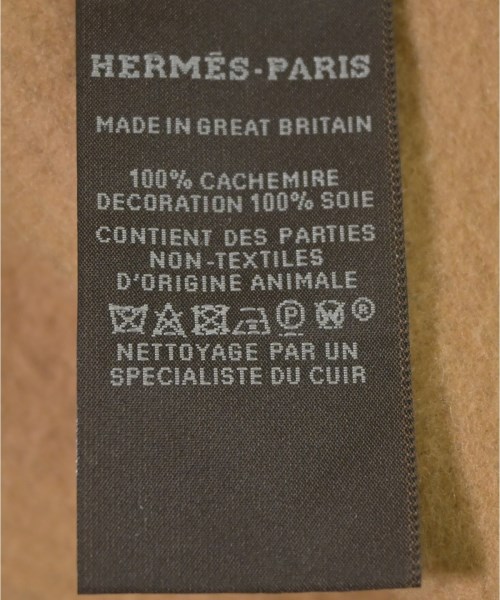 HERMÈS-PARIS
MADE IN GREAT BRITAIN
100% CACHEMIRE
DECORATION 100% SOIE
CONTIENT DES PARTIES
NON-TEXTILES
D'ORIGINE ANIMALE
P W ®
NETTOYAGE PAR UN
SPECIALISTE DU CUIR